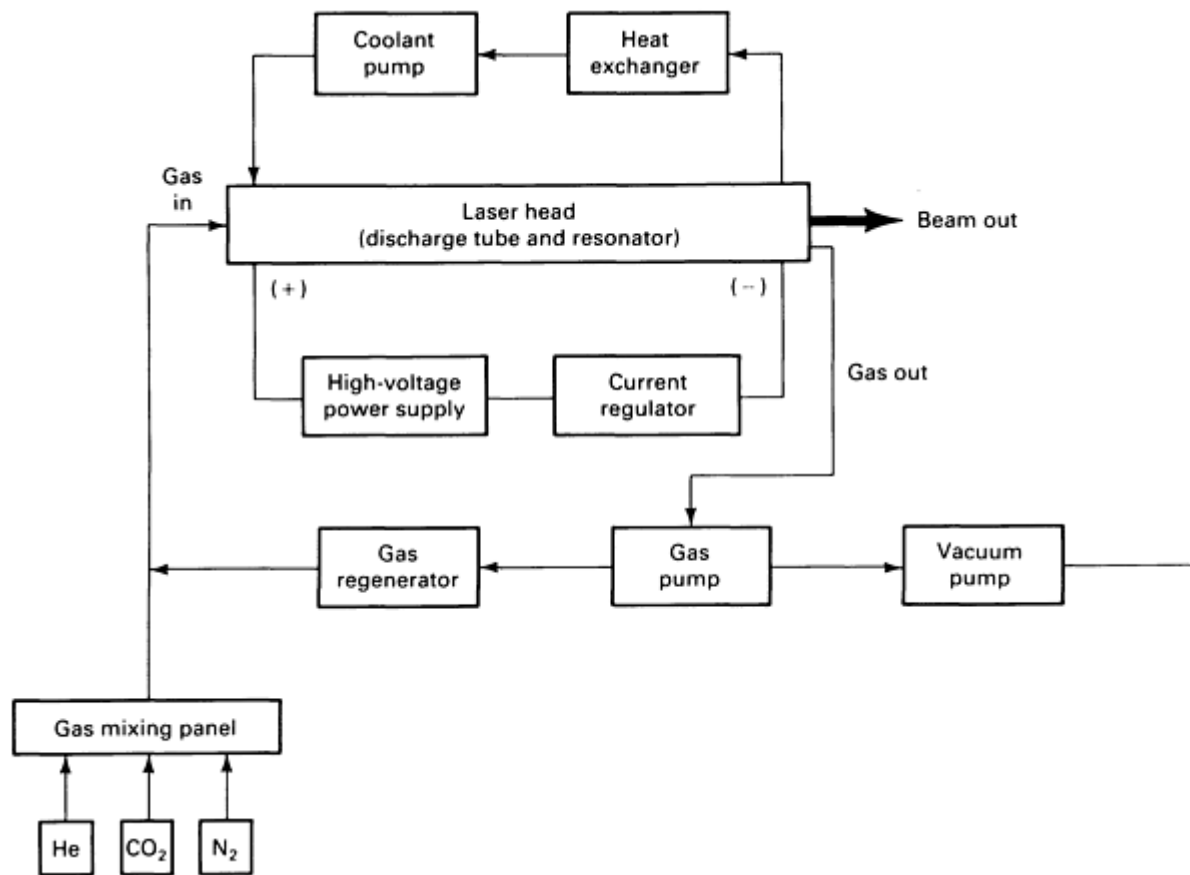 Coolant
pump
Heat
exchanger
Gas
in
Laser head
(discharge tube and resonator)
Beam out
(+)
(--)
High-voltage
power supply
Current
regulator
Gas out
Gas
regenerator
Gas
pump
Vacuum
pump
Gas mixing panel
He
CO₂
N₂